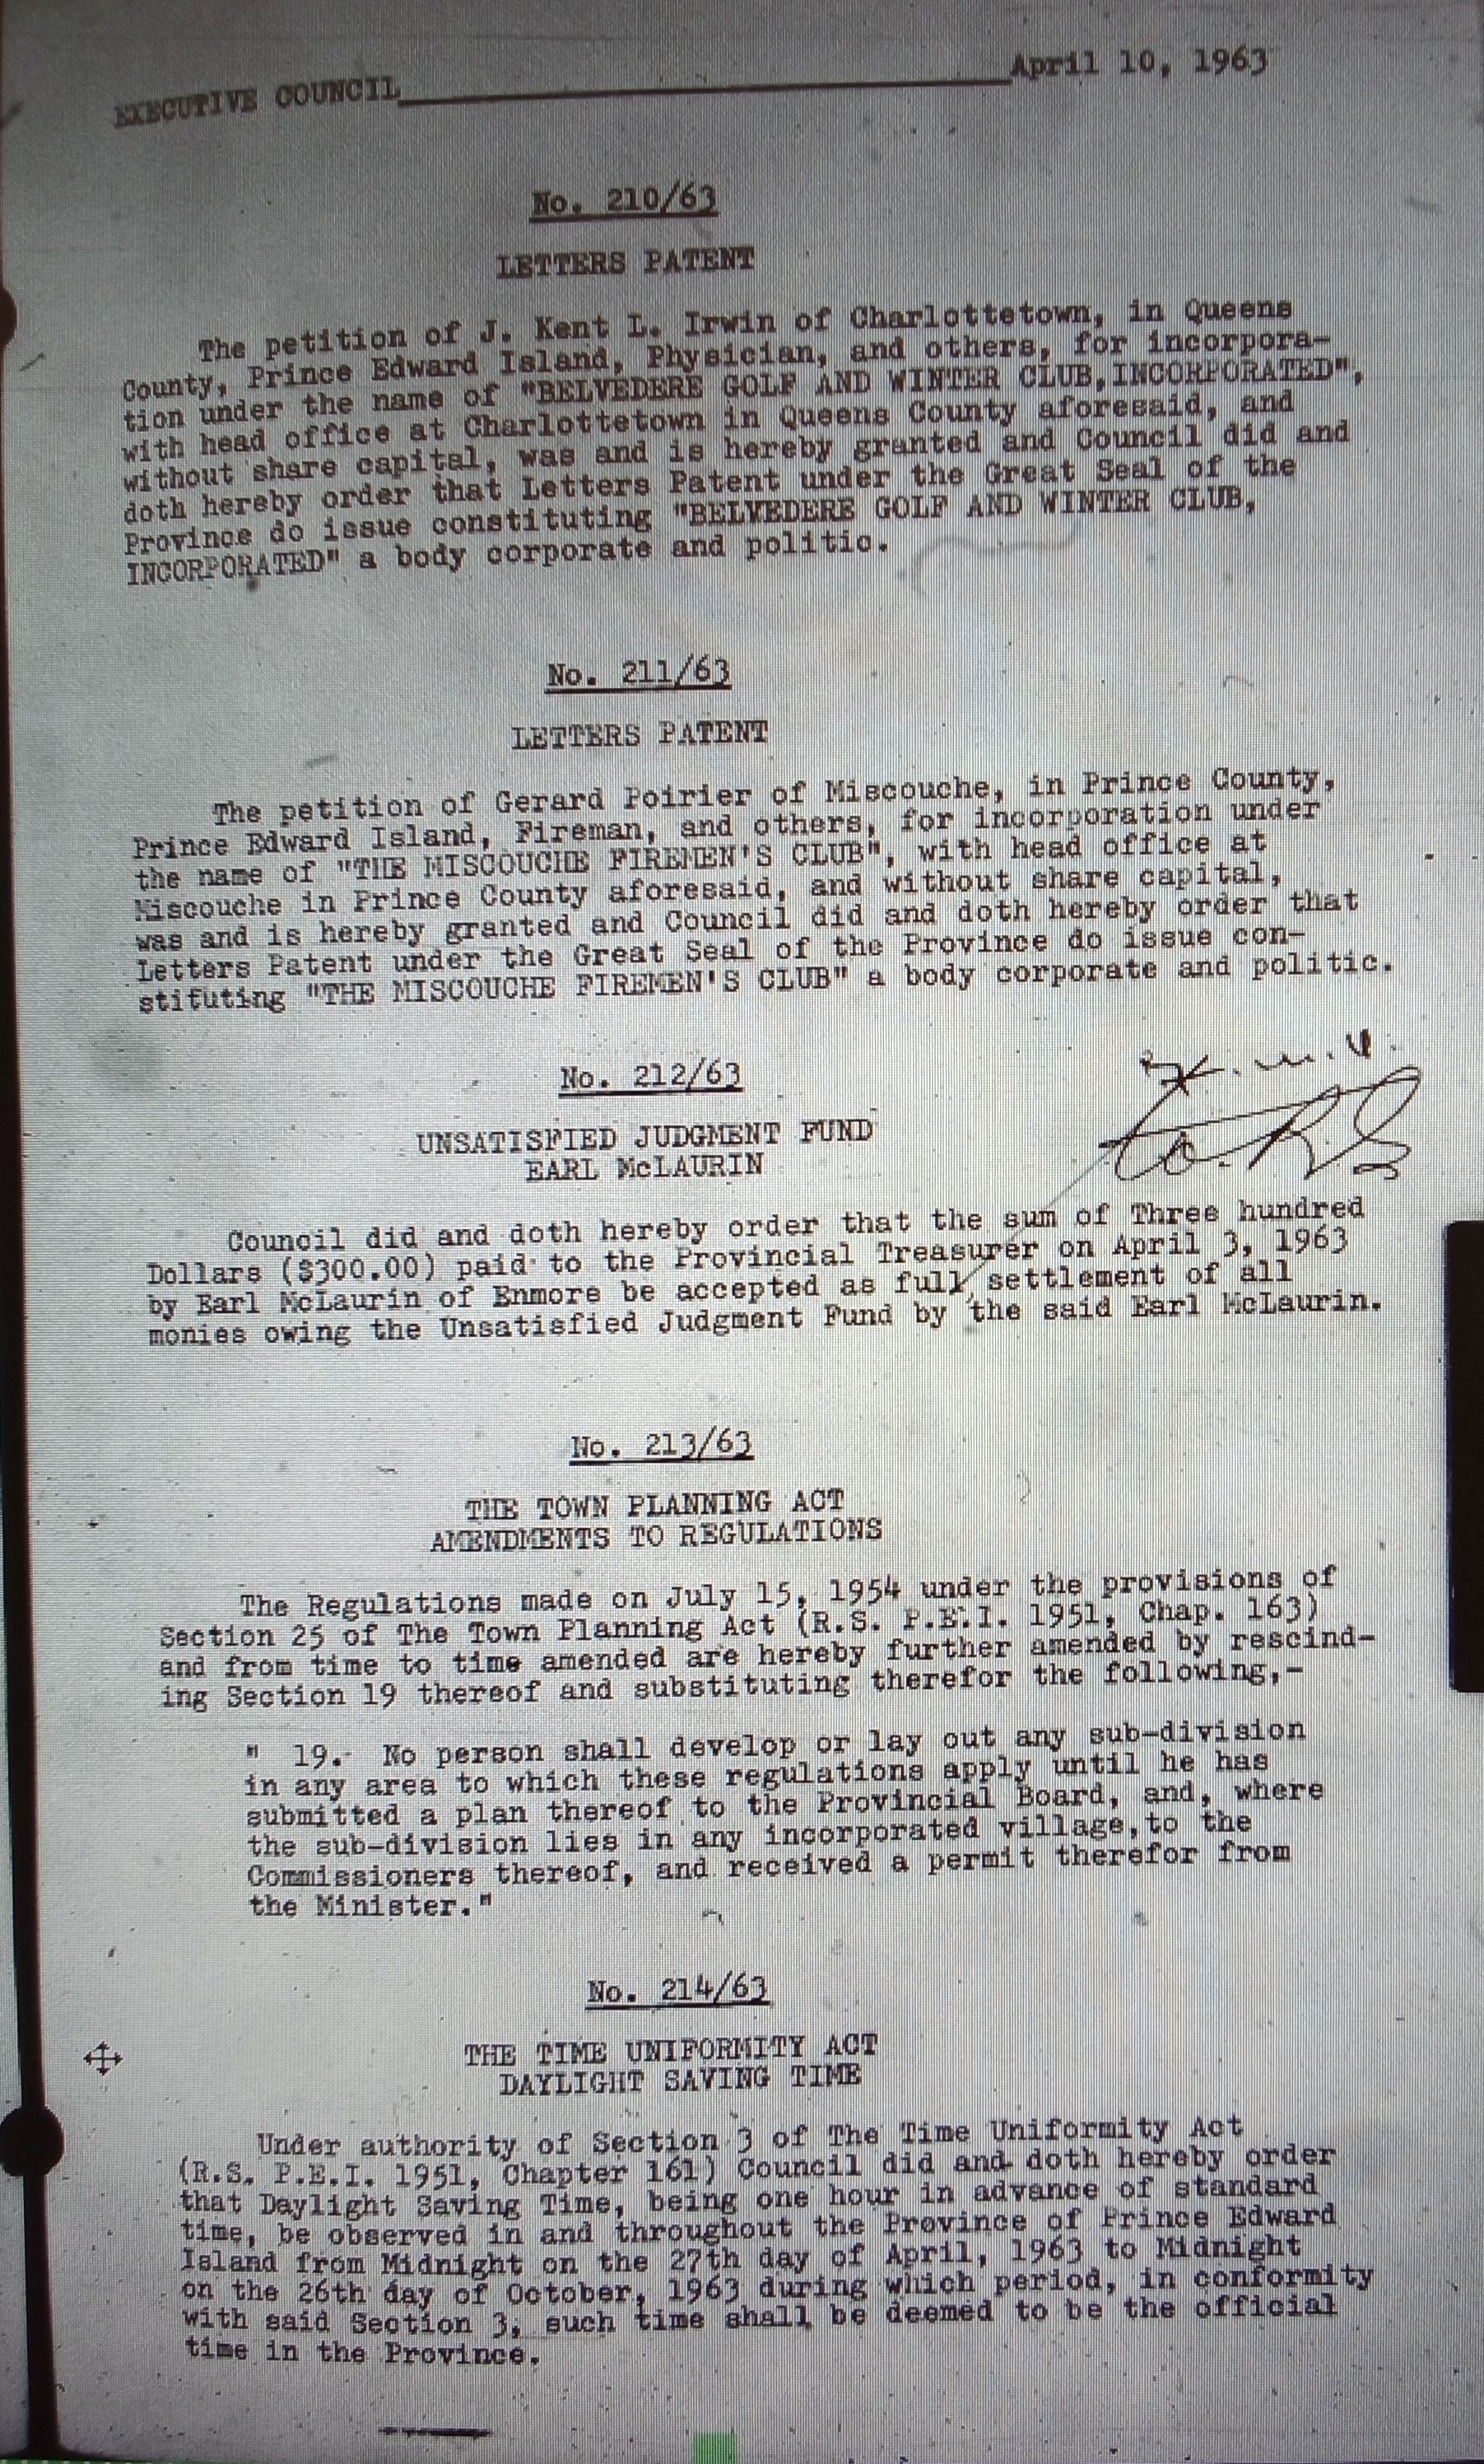 EXECUTIVE COUNCIL April 10, 1963
No. 210/63
LETTERS PATENT
The petition of J. Kent L. Irwin of Charlottetown, in Queens
County, Prince Edward Island, Physician, and others, for incorpora-
tion under the name of "BELVEDERE GOLF AND WINTER CLUB,INCORPORATED",
with head office at Charlottetown in Queens County aforesaid, and
without share capital, was and is hereby granted and Council did and
doth hereby order that Letters Patent under the Great Seal of the
Province do issue constituting "BELVEDERE GOLF AND WINTER CLUB,
INCORPORATED" a body corporate and politic.
No. 211/63
LETTERS PATENT
The petition of Gerard Poirier of Miscouche, in Prince County,
Prince Edward Island, Fireman, and others, for incorporation under
the name of "THE MISCOUCHE FIREMEN'S CLUB", with head office at
Miscouche in Prince County aforesaid, and without share capital,
was and is hereby granted and Council did and doth hereby order that
Letters Patent under the Great Seal of the Province do issue con-
stituting "THE MISCOUCHE FIREMEN'S CLUB" a body corporate and politic.
No. 212/63
UNSATISFIED JUDGMENT FUND
EARL McLAURIN
Council did and doth hereby order that the sum of Three hundred
Dollars ($300.00) paid to the Provincial Treasurer on April 3, 1963
by Earl McLaurin of Enmore be accepted as full settlement of all
monies owing the Unsatisfied Judgment Fund by the said Earl McLaurin.
No. 213/63
THE TOWN PLANNING ACT
AMENDMENTS TO REGULATIONS
The Regulations made on July 15, 1954 under the provisions of
Section 25 of The Town Planning Act (R.S. P.E.I. 1951, Chap. 163)
and from time to time amended are hereby further amended by rescind-
ing Section 19 thereof and substituting therefor the following,-
" 19. No person shall develop or lay out any sub-division
in any area to which these regulations apply until he has
submitted a plan thereof to the Provincial Board, and, where
the sub-division lies in any incorporated village,to the
Commissioners thereof, and received a permit therefor from
the Minister."
No. 214/63
THE TIME UNIFORMITY ACT
DAYLIGHT SAVING TIME
Under authority of Section 3 of The Time Uniformity Act
(R.S. P.E.I. 1951, Chapter 161) Council did and doth hereby order
that Daylight Saving Time, being one hour in advance of standard
time, be observed in and throughout the Province of Prince Edward
Island from Midnight on the 27th day of April, 1963 to Midnight
on the 26th day of October, 1963 during which period, in conformity
with said Section 3, such time shall be deemed to be the official
time in the Province.